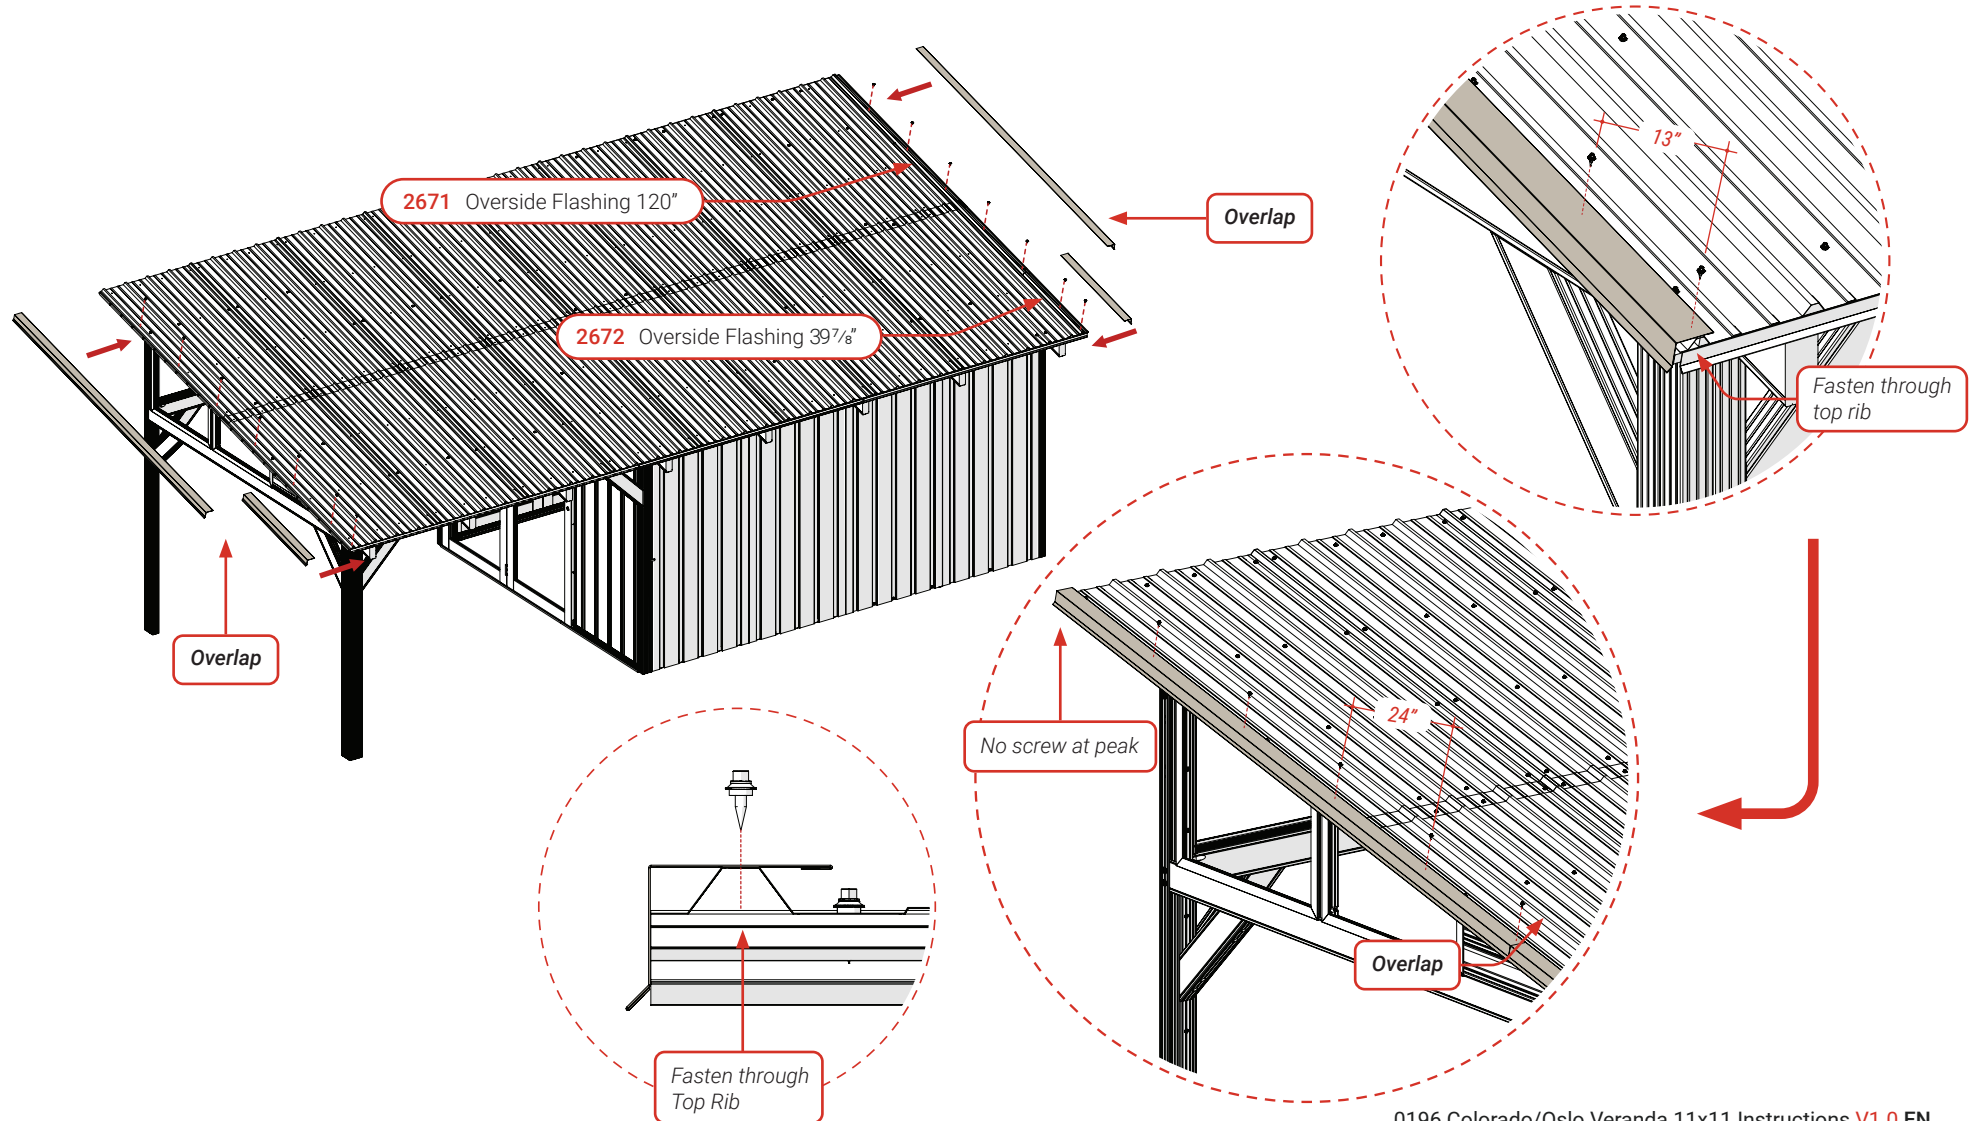 2671 Overside Flashing 120”
Overlap
2672 Overside Flashing 39⅞”
Overlap
13”
Fasten through
top rib
24”
No screw at peak
Overlap
Fasten through
Top Rib
0196 Colorado/Oslo Veranda 11x11 Instructions V1.0 EN